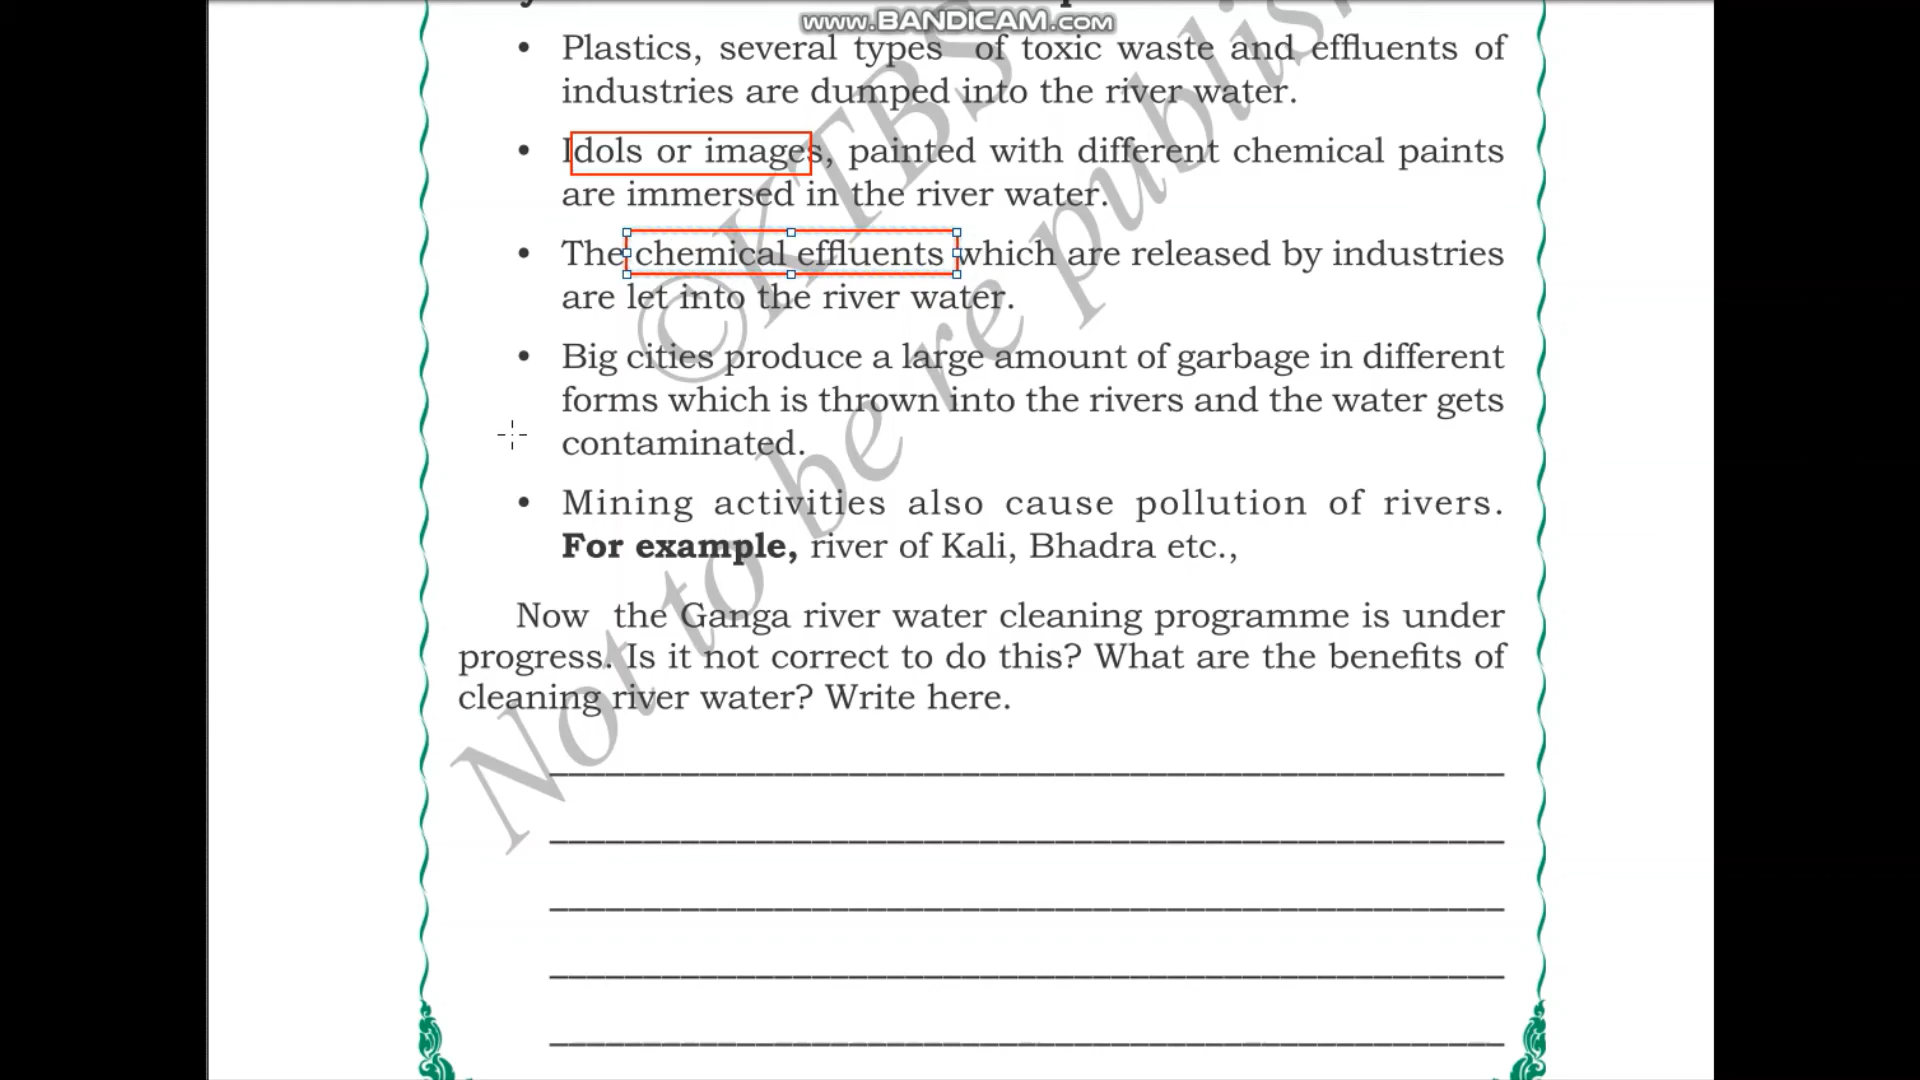 www.BANDICAM.com
• Plastics, several types of toxic waste and effluents of
industries are dumped into the river water.
• Idols or images, painted with different chemical paints
are immersed in the river water.
• The chemical effluents which are released by industries
are let into the river water.
• Big cities produce a large amount of garbage in different
forms which is thrown into the rivers and the water gets
contaminated.
• Mining activities also cause pollution of rivers.
For example, river of Kali, Bhadra etc.,
Now the Ganga river water cleaning programme is under
progress. Is it not correct to do this? What are the benefits of
cleaning river water? Write here.
©KTBS
Not to be re publis